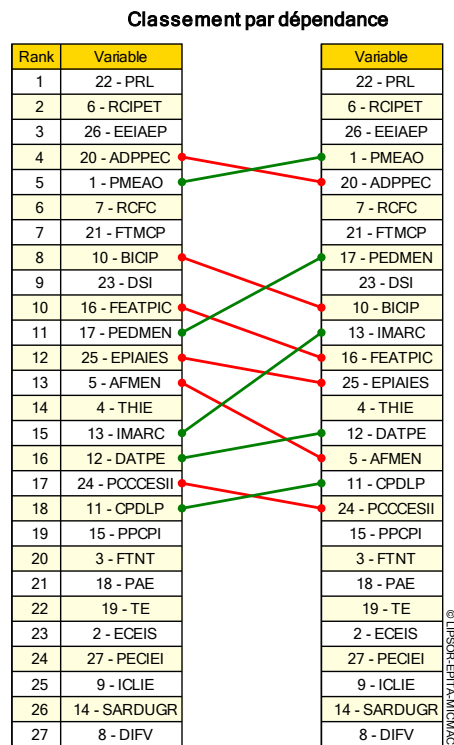 Classement par dépendance
Rank Variable Variable
1 22 - PRL 22 - PRL
2 6 - RCIPET 6 - RCIPET
3 26 - EEIAEP 26 - EEIAEP
4 20 - ADPPEC 1 - PMEAO
5 1 - PMEAO 20 - ADPPEC
6 7 - RCFC 7 - RCFC
7 21 - FTMCP 21 - FTMCP
8 10 - BICIP 17 - PEDMEN
9 23 - DSI 23 - DSI
10 16 - FEATPIC 10 - BICIP
11 17 - PEDMEN 13 - IMARC
12 25 - EPIAIES 16 - FEATPIC
13 5 - AFMEN 25 - EPIAIES
14 4 - THIE 4 - THIE
15 13 - IMARC 12 - DATPE
16 12 - DATPE 5 - AFMEN
17 24 - PCCCESII 11 - CPDLP
18 11 - CPDLP 24 - PCCCESII
19 15 - PPCPI 15 - PPCPI
20 3 - FTNT 3 - FTNT
21 18 - PAE 18 - PAE
22 19 - TE 19 - TE
23 2 - ECEIS 2 - ECEIS
24 27 - PECIEI 27 - PECIEI
25 9 - ICLIE 9 - ICLIE
26 14 - SARDUGR 14 - SARDUGR
27 8 - DIFV 8 - DIFV
© LIPSOR-EPITA-MICMAC